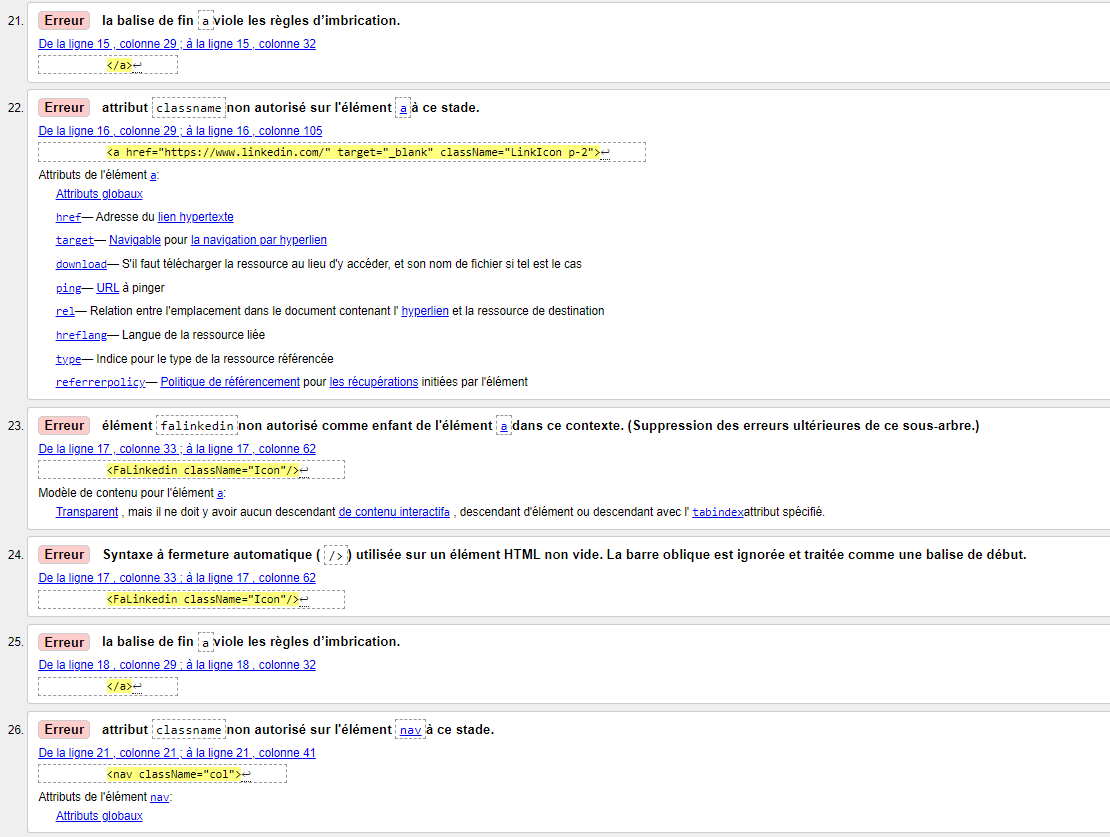 21. Erreur la balise de fin a viole les règles d’imbrication.
De la ligne 15 , colonne 29 ; à la ligne 15 , colonne 32
</a>↩
22. Erreur attribut classname non autorisé sur l'élément a à ce stade.
De la ligne 16 , colonne 29 ; à la ligne 16 , colonne 105
<a href="https://www.linkedin.com/" target="_blank" className="LinkIcon p-2">↩
Attributs de l'élément a:
Attributs globaux
href— Adresse du lien hypertexte
target— Navigable pour la navigation par hyperlien
download— S'il faut télécharger la ressource au lieu d'y accéder, et son nom de fichier si tel est le cas
ping— URL à pinger
rel— Relation entre l'emplacement dans le document contenant l' hyperlien et la ressource de destination
hreflang— Langue de la ressource liée
type— Indice pour le type de la ressource référencée
referrerpolicy— Politique de référencement pour les récupérations initiées par l'élément
23. Erreur élément falinkedin non autorisé comme enfant de l'élément a dans ce contexte. (Suppression des erreurs ultérieures de ce sous-arbre.)
De la ligne 17 , colonne 33 ; à la ligne 17 , colonne 62
<FaLinkedin className="Icon"/>↩
Modèle de contenu pour l'élément a:
Transparent , mais il ne doit y avoir aucun descendant de contenu interactifa , descendant d'élément ou descendant avec l' tabindexattribut spécifié.
24. Erreur Syntaxe à fermeture automatique ( /> ) utilisée sur un élément HTML non vide. La barre oblique est ignorée et traitée comme une balise de début.
De la ligne 17 , colonne 33 ; à la ligne 17 , colonne 62
<FaLinkedin className="Icon"/>↩
25. Erreur la balise de fin a viole les règles d’imbrication.
De la ligne 18 , colonne 29 ; à la ligne 18 , colonne 32
</a>↩
26. Erreur attribut classname non autorisé sur l'élément nav à ce stade.
De la ligne 21 , colonne 21 ; à la ligne 21 , colonne 41
<nav className="col">↩
Attributs de l'élément nav:
Attributs globaux